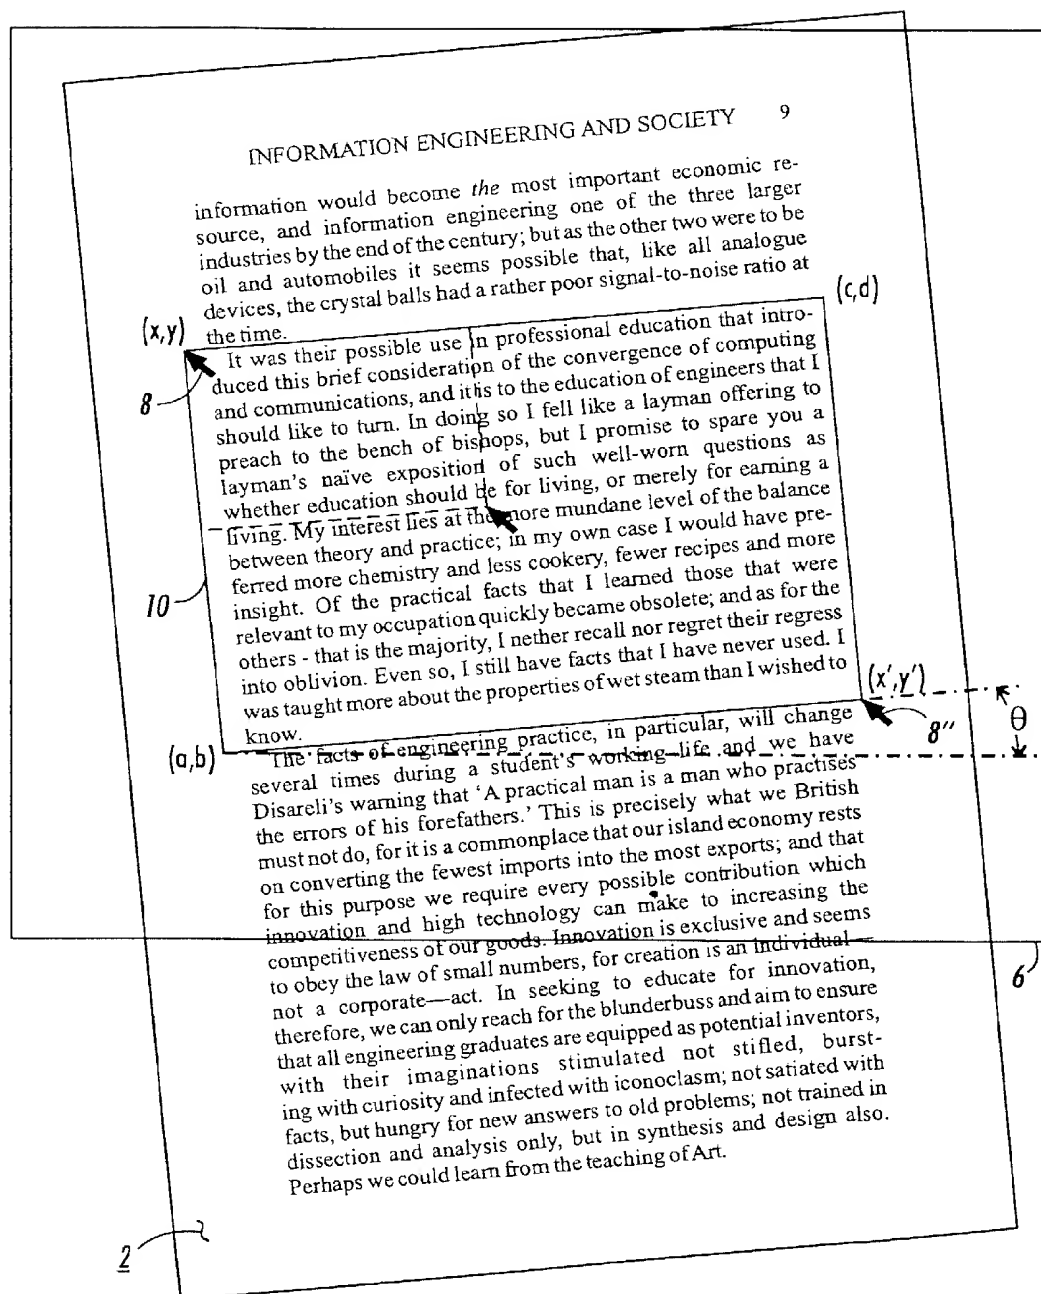 INFORMATION ENGINEERING AND SOCIETY 9
information would become the most important economic re-
source, and information engineering one of the three larger
industries by the end of the century; but as the other two were to be
oil and automobiles it seems possible that, like all analogue
devices, the crystal balls had a rather poor signal-to-noise ratio at
the time.
(x,y)
(c,d)
It was their possible use in professional education that intro-
duced this brief consideration of the convergence of computing
and communications, and it is to the education of engineers that I
should like to turn. In doing so I fell like a layman offering to
preach to the bench of bishops, but I promise to spare you a
layman's naïve exposition of such well-worn questions as
whether education should be for living, or merely for earning a
living. My interest lies at the more mundane level of the balance
between theory and practice; in my own case I would have pre-
ferred more chemistry and less cookery, fewer recipes and more
insight. Of the practical facts that I learned those that were
relevant to my occupation quickly became obsolete; and as for the
others - that is the majority, I nether recall nor regret their regress
into oblivion. Even so, I still have facts that I have never used. I
was taught more about the properties of wet steam than I wished to
know.
8
10
(x',y')
8"
θ
(a,b)
The facts of engineering practice, in particular, will change
several times during a student's working life and we have
Disareli's warning that 'A practical man is a man who practises
the errors of his forefathers.' This is precisely what we British
must not do, for it is a commonplace that our island economy rests
on converting the fewest imports into the most exports; and that
for this purpose we require every possible contribution which
innovation and high technology can make to increasing the
competitiveness of our goods. Innovation is exclusive and seems
to obey the law of small numbers, for creation is an individual—
not a corporate—act. In seeking to educate for innovation,
therefore, we can only reach for the blunderbuss and aim to ensure
that all engineering graduates are equipped as potential inventors,
with their imaginations stimulated not stifled, burst-
ing with curiosity and infected with iconoclasm; not satiated with
facts, but hungry for new answers to old problems; not trained in
dissection and analysis only, but in synthesis and design also.
Perhaps we could learn from the teaching of Art.
6
2